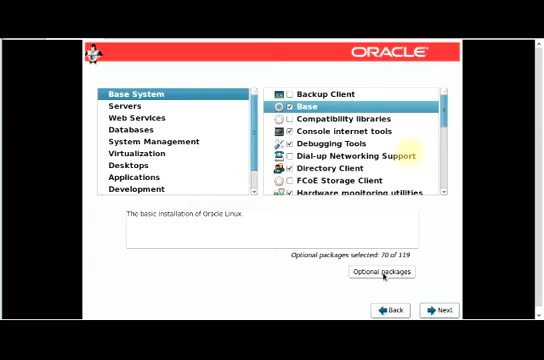 ORACLE
Base System
Servers
Web Services
Databases
System Management
Virtualization
Desktops
Applications
Development
Backup Client
Base
Compatibility libraries
Console internet tools
Debugging Tools
Dial-up Networking Support
Directory Client
FCoE Storage Client
Hardware monitoring utilities
The basic installation of Oracle Linux.
Optional packages selected: 70 of 119
Optional packages
Back
Next